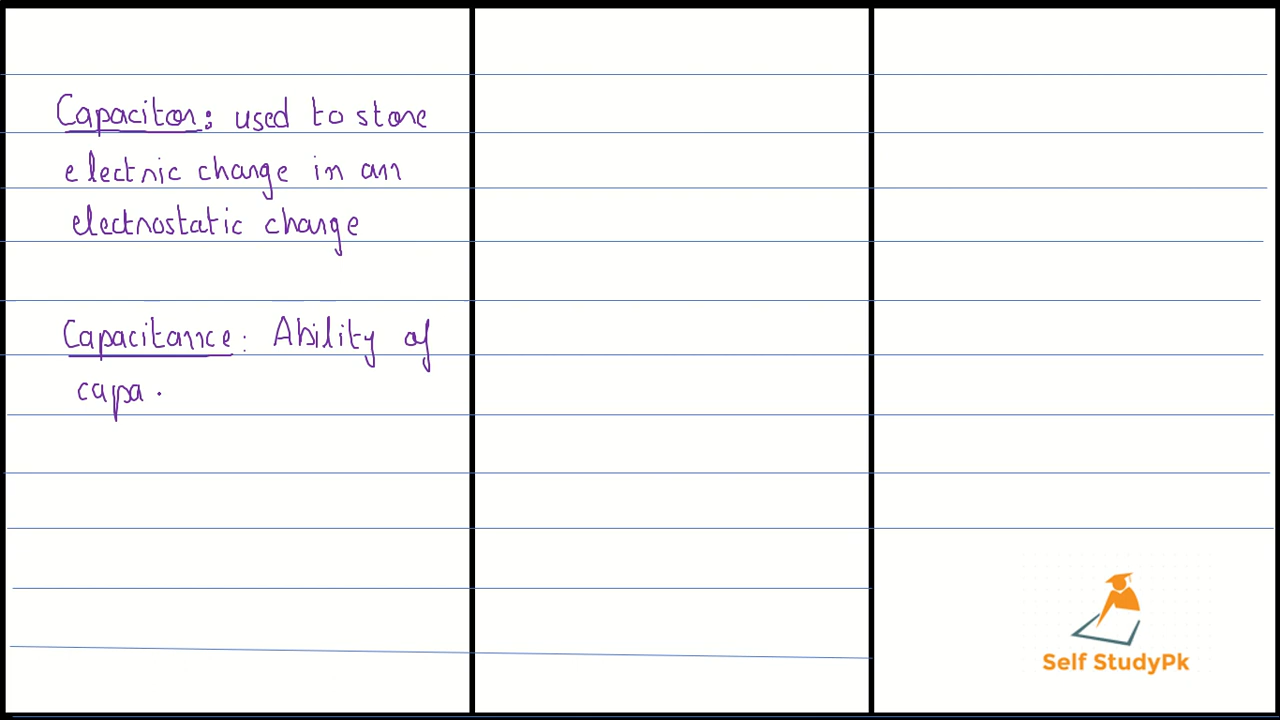 Capacitor: used to store
electric charge in an
electrostatic charge
Capacitance: Ability of
capa
Self StudyPk